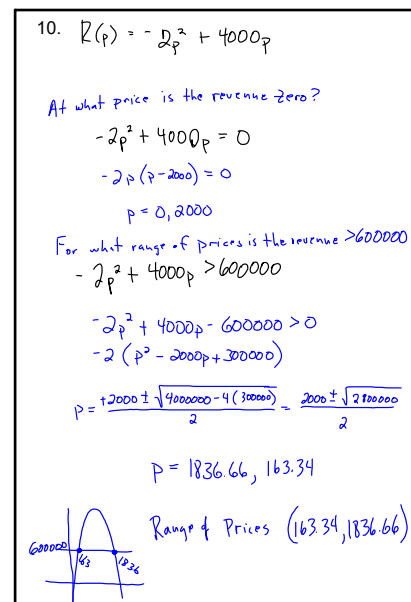 10. R(p) = -2p² + 4000p
At what price is the revenue zero?
-2p² + 4000p = 0
-2p(p-2000) = 0
p = 0, 2000
For what range of prices is the revenue >600000
-2p² + 4000p >600000
-2p² + 4000p - 600000 > 0
-2(p² - 2000p + 300000)
p = (+2000 ± √(4000000 - 4(300000)))/2 = (2000 ± √2800000)/2
p = 1836.66, 163.34
Range of Prices (163.34, 1836.66)
600000
163
1836